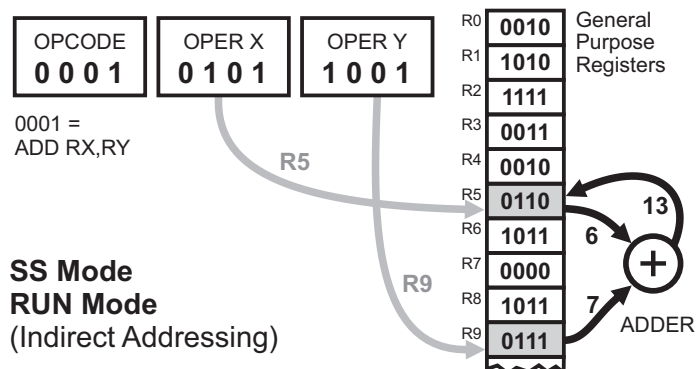 OPCODE
0 0 0 1
OPER X
0 1 0 1
OPER Y
1 0 0 1
0001 =
ADD RX,RY
R5
R9
SS Mode
RUN Mode
(Indirect Addressing)
R0 0010
R1 1010
R2 1111
R3 0011
R4 0010
R5 0110
R6 1011
R7 0000
R8 1011
R9 0111
General
Purpose
Registers
13
6
+
7
ADDER